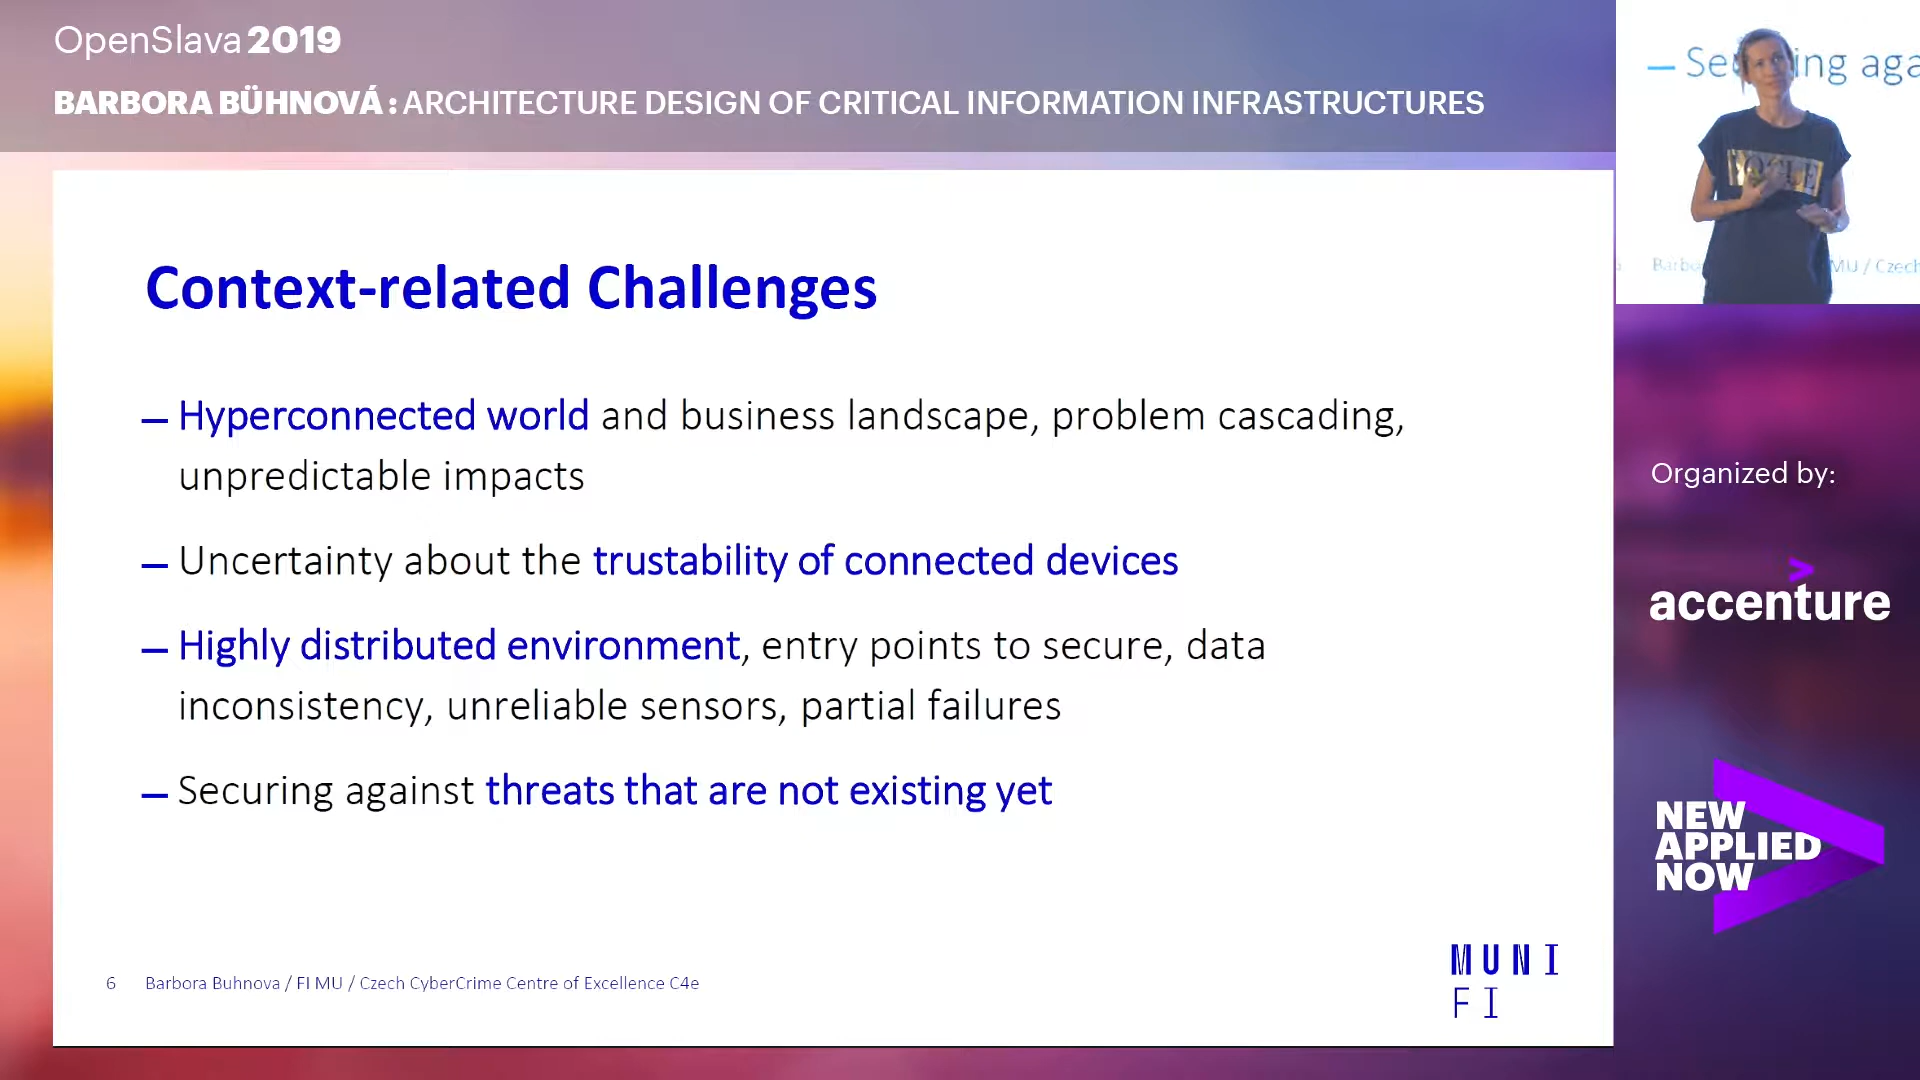 OpenSlava 2019
BARBORA BÜHNOVÁ : ARCHITECTURE DESIGN OF CRITICAL INFORMATION INFRASTRUCTURES
Context-related Challenges
– Hyperconnected world and business landscape, problem cascading,
unpredictable impacts
– Uncertainty about the trustability of connected devices
– Highly distributed environment, entry points to secure, data
inconsistency, unreliable sensors, partial failures
– Securing against threats that are not existing yet
6 Barbora Buhnova / FI MU / Czech CyberCrime Centre of Excellence C4e
MUNI
FI
Organized by:
accenture
NEW
APPLIED
NOW